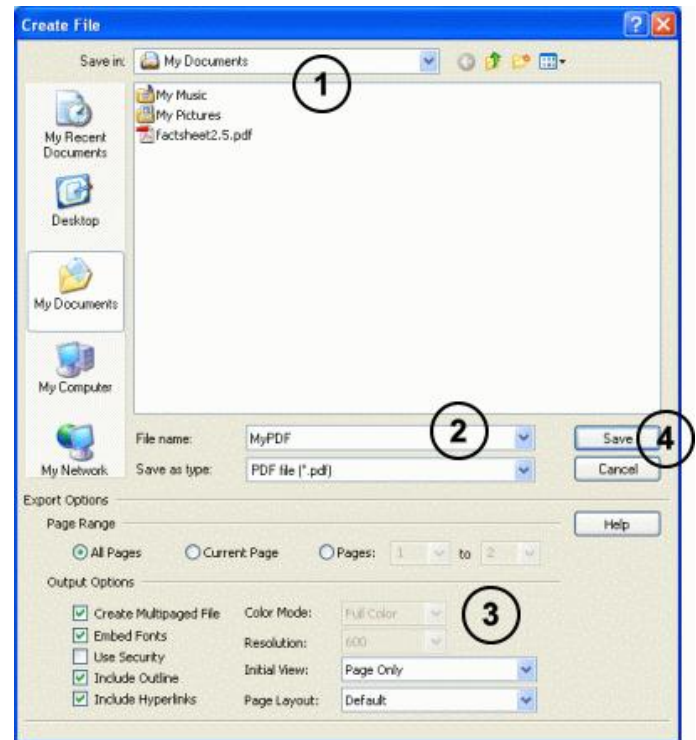 Create File
Save in: My Documents
1
My Music
My Pictures
factsheet2.5.pdf
My Recent
Documents
Desktop
My Documents
My Computer
My Network
File name: MyPDF
2
Save
4
Save as type: PDF file (*.pdf)
Cancel
Export Options
Page Range
Help
All Pages Current Page Pages: 1 to 2
Output Options
Create Multipaged File Color Mode: Full Color
3
Embed Fonts Resolution: 600
Use Security
Initial View: Page Only
Include Outline
Include Hyperlinks Page Layout: Default